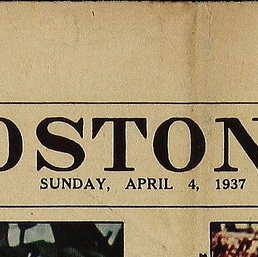 OSTON
SUNDAY, APRIL 4, 1937